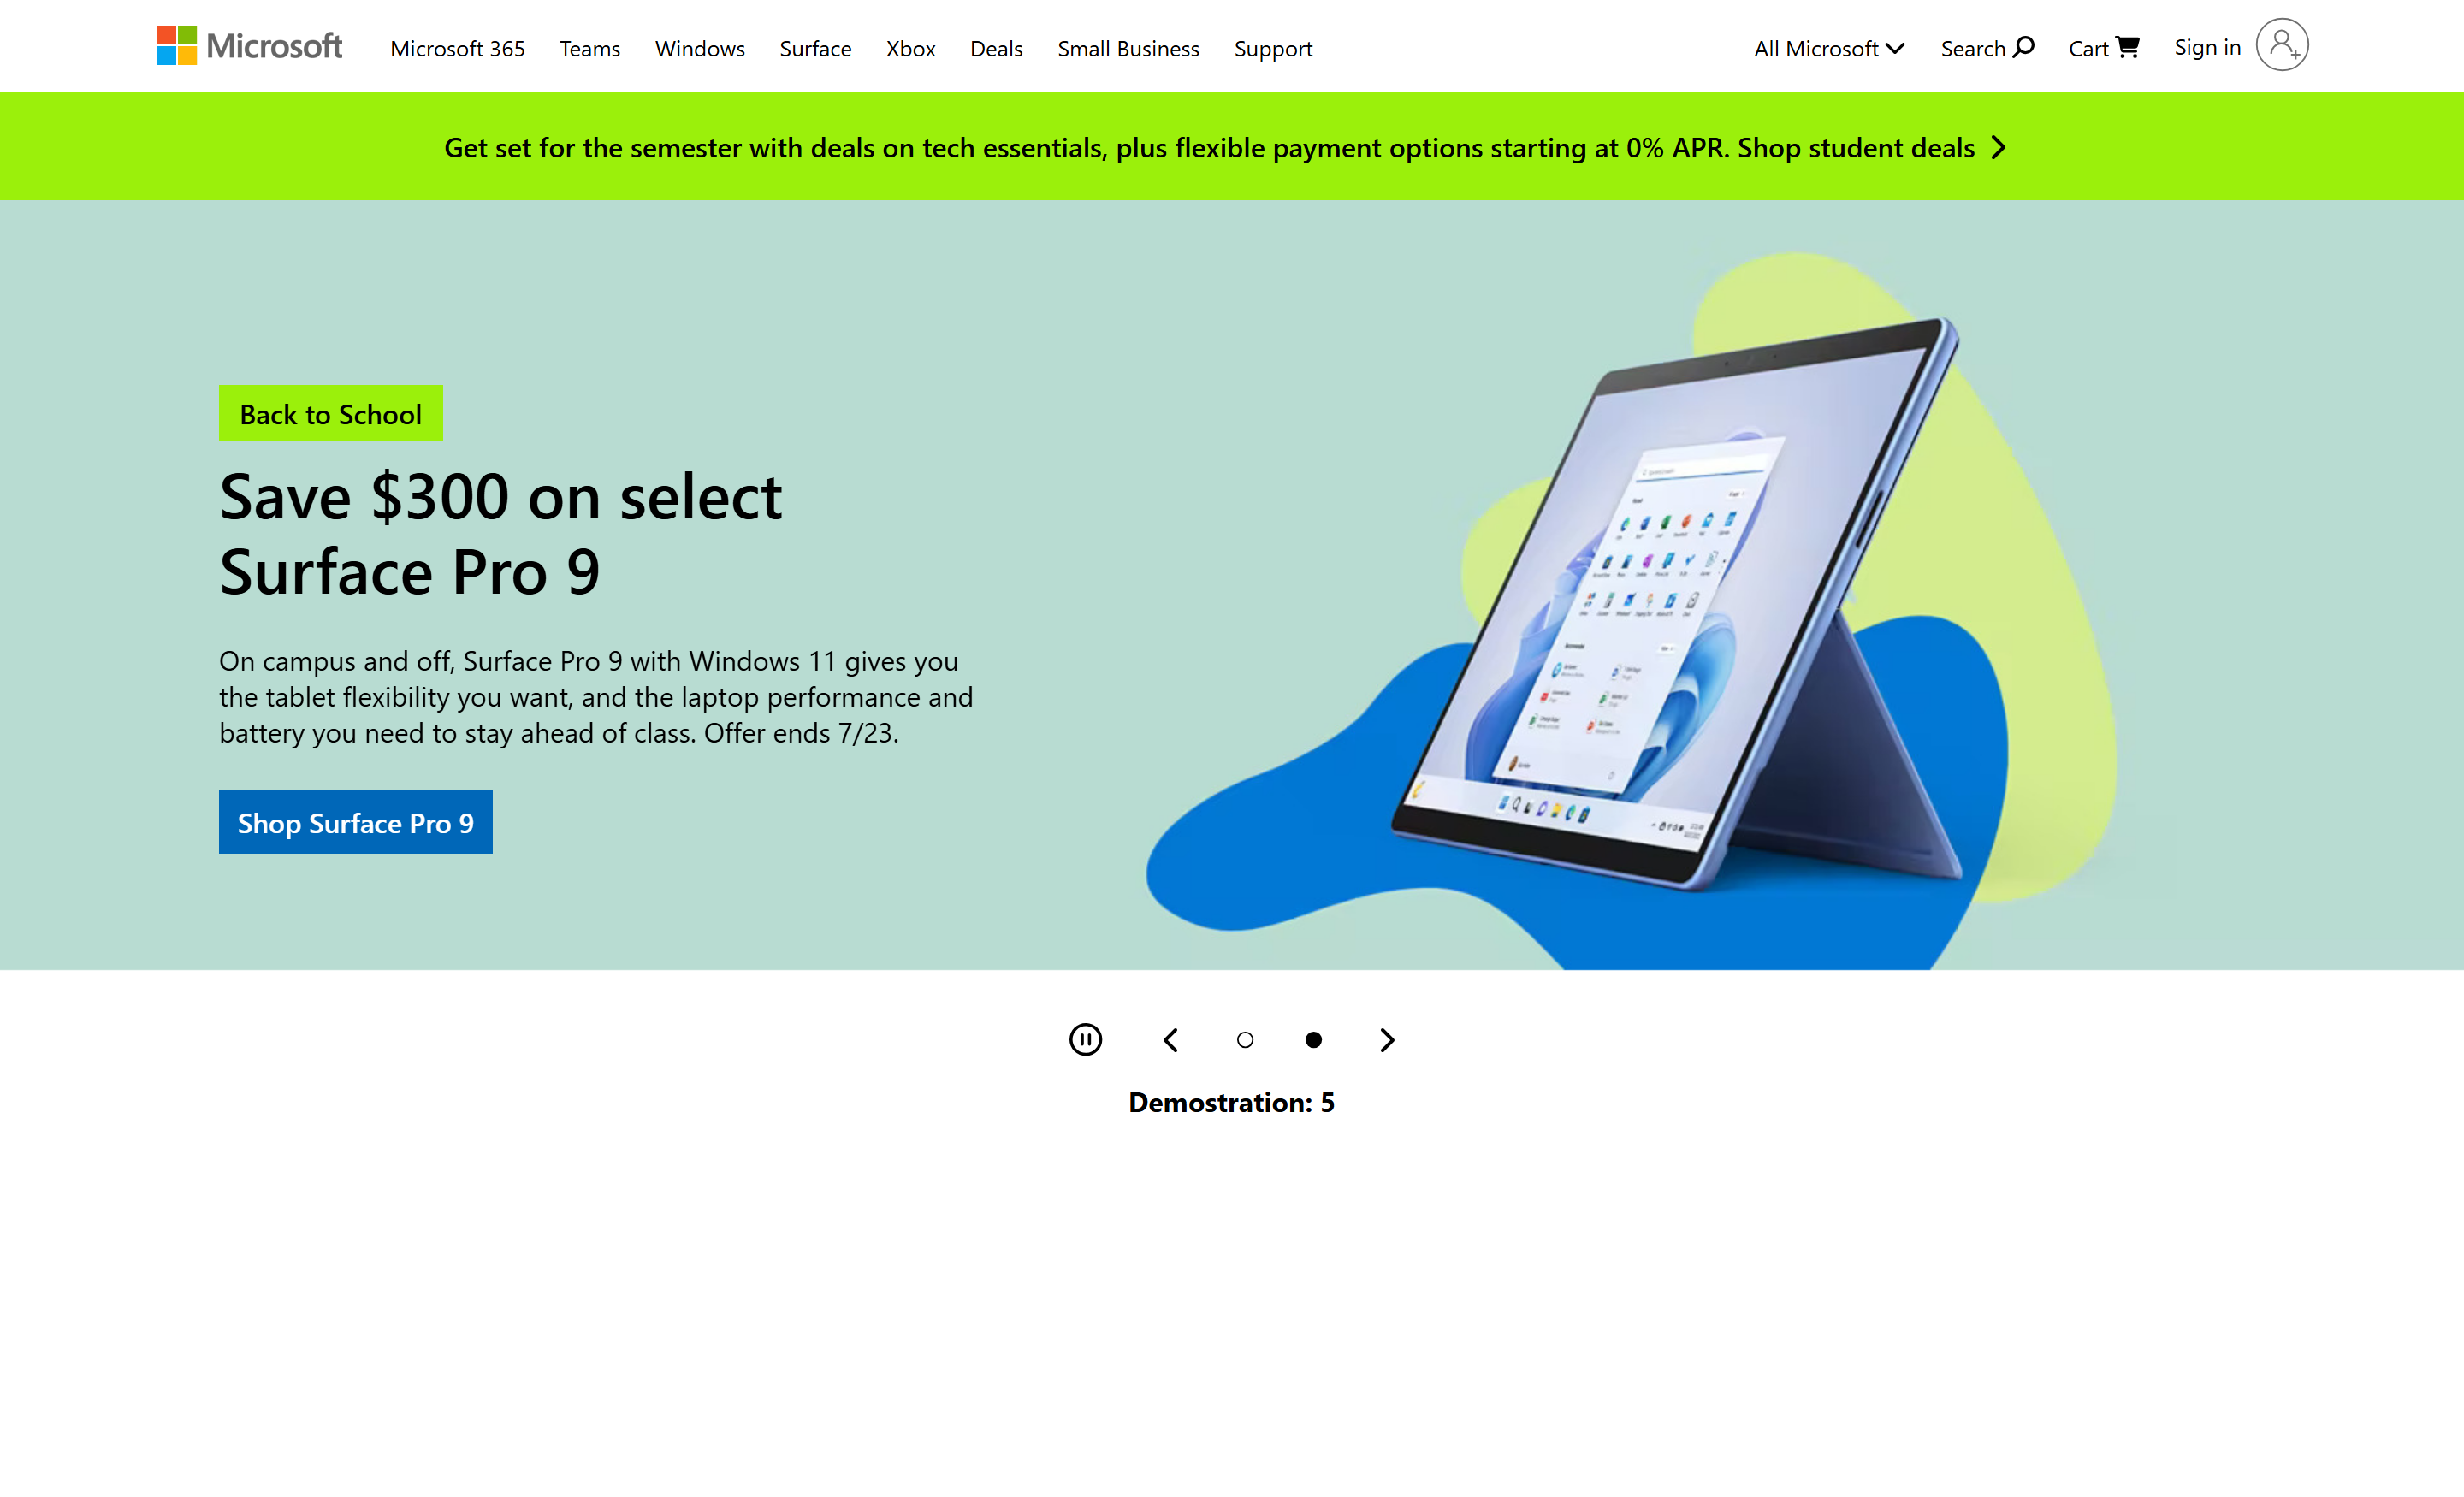 Microsoft
Microsoft 365 Teams Windows Surface Xbox Deals Small Business Support
All Microsoft Search Cart Sign in
Get set for the semester with deals on tech essentials, plus flexible payment options starting at 0% APR. Shop student deals
Back to School
Save $300 on select
Surface Pro 9
On campus and off, Surface Pro 9 with Windows 11 gives you
the tablet flexibility you want, and the laptop performance and
battery you need to stay ahead of class. Offer ends 7/23.
Shop Surface Pro 9
Demostration: 5